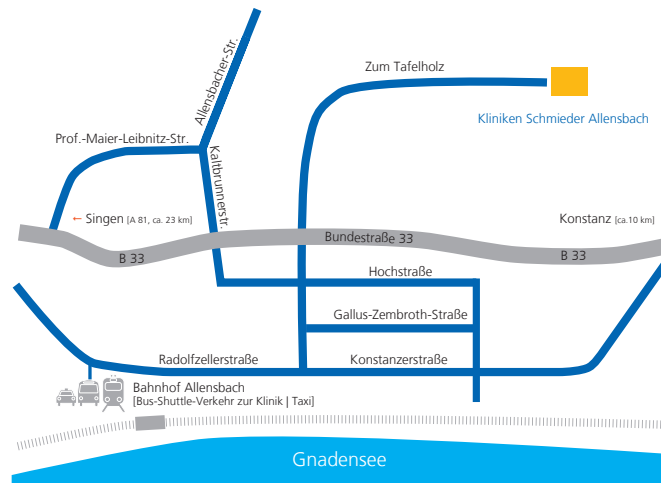 Allensbacher-Str.
Zum Tafelholz
Kliniken Schmieder Allensbach
Prof.-Maier-Leibnitz-Str.
Kaltbrunnerstr.
← Singen [A 81, ca. 23 km]
Konstanz [ca.10 km]
Bundestraße 33
B 33
B 33
Hochstraße
Gallus-Zembroth-Straße
Radolfzellerstraße
Konstanzerstraße
Bahnhof Allensbach
[Bus-Shuttle-Verkehr zur Klinik | Taxi]
Gnadensee